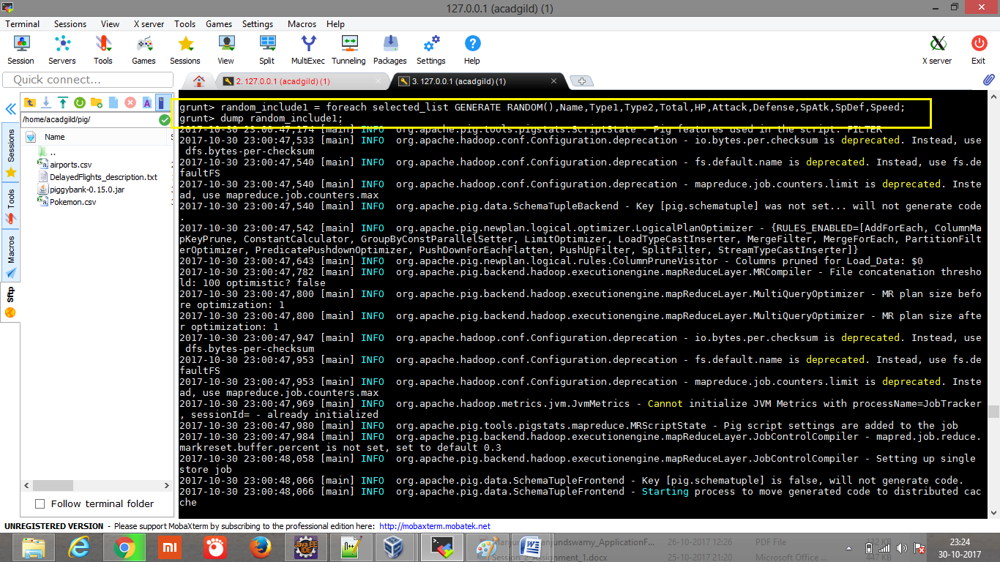 127.0.0.1 (acadgild) (1)
Terminal Sessions View X server Tools Games Settings Macros Help
Session Servers Tools Games Sessions View Split MultiExec Tunneling Packages Settings Help X server Exit
Quick connect...
2. 127.0.0.1 (acadgild) (1)
3. 127.0.0.1 (acadgild) (1)
/home/acadgild/pig/
Name
..
airports.csv
DelayedFlights_description.txt
piggybank-0.15.0.jar
Pokemon.csv
Sessions
Tools
Macros
Sftp
Follow terminal folder
grunt> random_include1 = foreach selected_list GENERATE RANDOM(),Name,Type1,Type2,Total,HP,Attack,Defense,SpAtk,SpDef,Speed;
grunt> dump random_include1;
2017-10-30 23:00:47,174 [main] INFO  org.apache.pig.tools.pigstats.ScriptState - Pig features used in the script: FILTER
2017-10-30 23:00:47,533 [main] INFO  org.apache.hadoop.conf.Configuration.deprecation - io.bytes.per.checksum is deprecated. Instead, use
 dfs.bytes-per-checksum
2017-10-30 23:00:47,540 [main] INFO  org.apache.hadoop.conf.Configuration.deprecation - fs.default.name is deprecated. Instead, use fs.de
faultFS
2017-10-30 23:00:47,540 [main] INFO  org.apache.hadoop.conf.Configuration.deprecation - mapreduce.job.counters.limit is deprecated. Inste
ad, use mapreduce.job.counters.max
2017-10-30 23:00:47,540 [main] INFO  org.apache.pig.data.SchemaTupleBackend - Key [pig.schematuple] was not set... will not generate code
.
2017-10-30 23:00:47,542 [main] INFO  org.apache.pig.newplan.logical.optimizer.LogicalPlanOptimizer - {RULES_ENABLED=[AddForEach, ColumnMa
pKeyPrune, ConstantCalculator, GroupByConstParallelSetter, LimitOptimizer, LoadTypeCastInserter, MergeFilter, MergeForEach, PartitionFilt
erOptimizer, PredicatePushdownOptimizer, PushDownForEachFlatten, PushUpFilter, SplitFilter, StreamTypeCastInserter]}
2017-10-30 23:00:47,643 [main] INFO  org.apache.pig.newplan.logical.rules.ColumnPruneVisitor - Columns pruned for Load_Data: $0
2017-10-30 23:00:47,782 [main] INFO  org.apache.pig.backend.hadoop.executionengine.mapReduceLayer.MRCompiler - File concatenation thresho
ld: 100 optimistic? false
2017-10-30 23:00:47,800 [main] INFO  org.apache.pig.backend.hadoop.executionengine.mapReduceLayer.MultiQueryOptimizer - MR plan size befo
re optimization: 1
2017-10-30 23:00:47,800 [main] INFO  org.apache.pig.backend.hadoop.executionengine.mapReduceLayer.MultiQueryOptimizer - MR plan size afte
r optimization: 1
2017-10-30 23:00:47,947 [main] INFO  org.apache.hadoop.conf.Configuration.deprecation - io.bytes.per.checksum is deprecated. Instead, use
 dfs.bytes-per-checksum
2017-10-30 23:00:47,953 [main] INFO  org.apache.hadoop.conf.Configuration.deprecation - fs.default.name is deprecated. Instead, use fs.de
faultFS
2017-10-30 23:00:47,953 [main] INFO  org.apache.hadoop.conf.Configuration.deprecation - mapreduce.job.counters.limit is deprecated. Inste
ad, use mapreduce.job.counters.max
2017-10-30 23:00:47,969 [main] INFO  org.apache.hadoop.metrics.jvm.JvmMetrics - Cannot initialize JVM Metrics with processName=JobTracker
, sessionId= - already initialized
2017-10-30 23:00:47,980 [main] INFO  org.apache.pig.tools.pigstats.mapreduce.MRScriptState - Pig script settings are added to the job
2017-10-30 23:00:47,984 [main] INFO  org.apache.pig.backend.hadoop.executionengine.mapReduceLayer.JobControlCompiler - mapred.job.reduce.
markreset.buffer.percent is not set, set to default 0.3
2017-10-30 23:00:48,058 [main] INFO  org.apache.pig.backend.hadoop.executionengine.mapReduceLayer.JobControlCompiler - Setting up single
store job
2017-10-30 23:00:48,066 [main] INFO  org.apache.pig.data.SchemaTupleFrontend - Key [pig.schematuple] is false, will not generate code.
2017-10-30 23:00:48,066 [main] INFO  org.apache.pig.data.SchemaTupleFrontend - Starting process to move generated code to distributed cac
che
UNREGISTERED VERSION - Please support MobaXterm by subscribing to the professional edition here: http://mobaxterm.mobatek.net
26-10-2017 12:26 PDF File
Session_2_Assignment_1.docx 25-10-2017 21:20 Microsoft Office ... 447 KB
23:24
30-10-2017